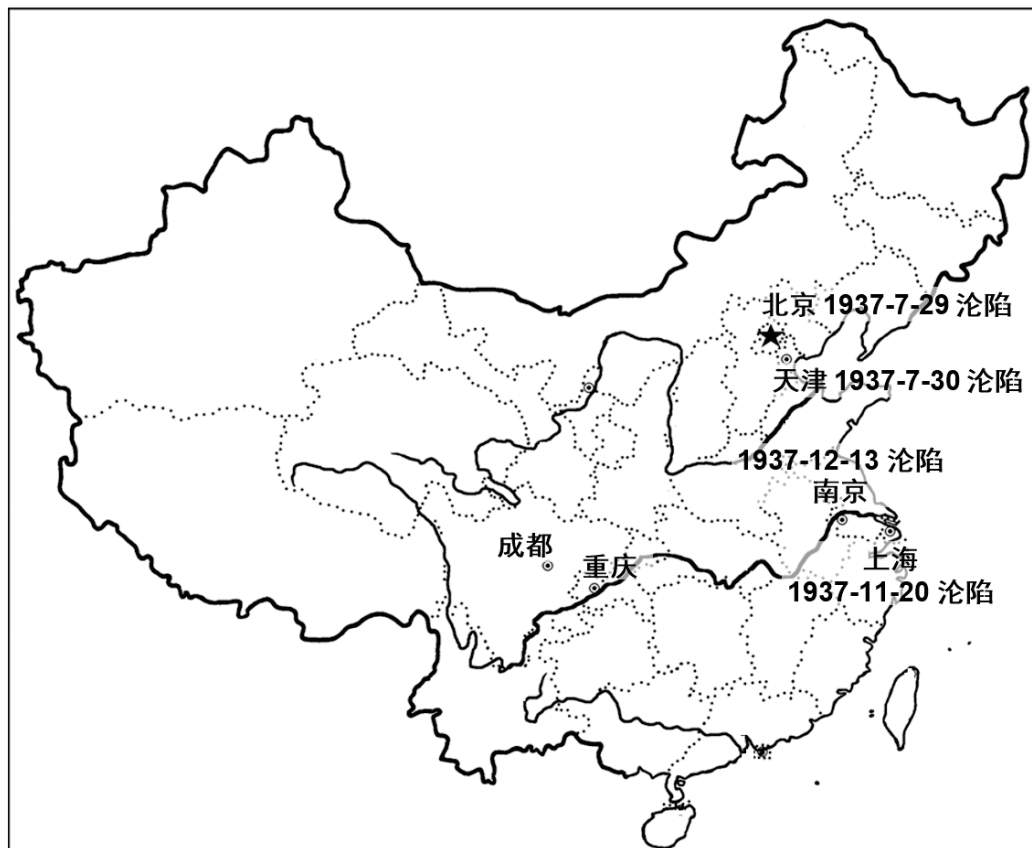 北京 1937-7-29 沦陷
天津 1937-7-30 沦陷
1937-12-13 沦陷
南京
成都
重庆
上海
1937-11-20 沦陷